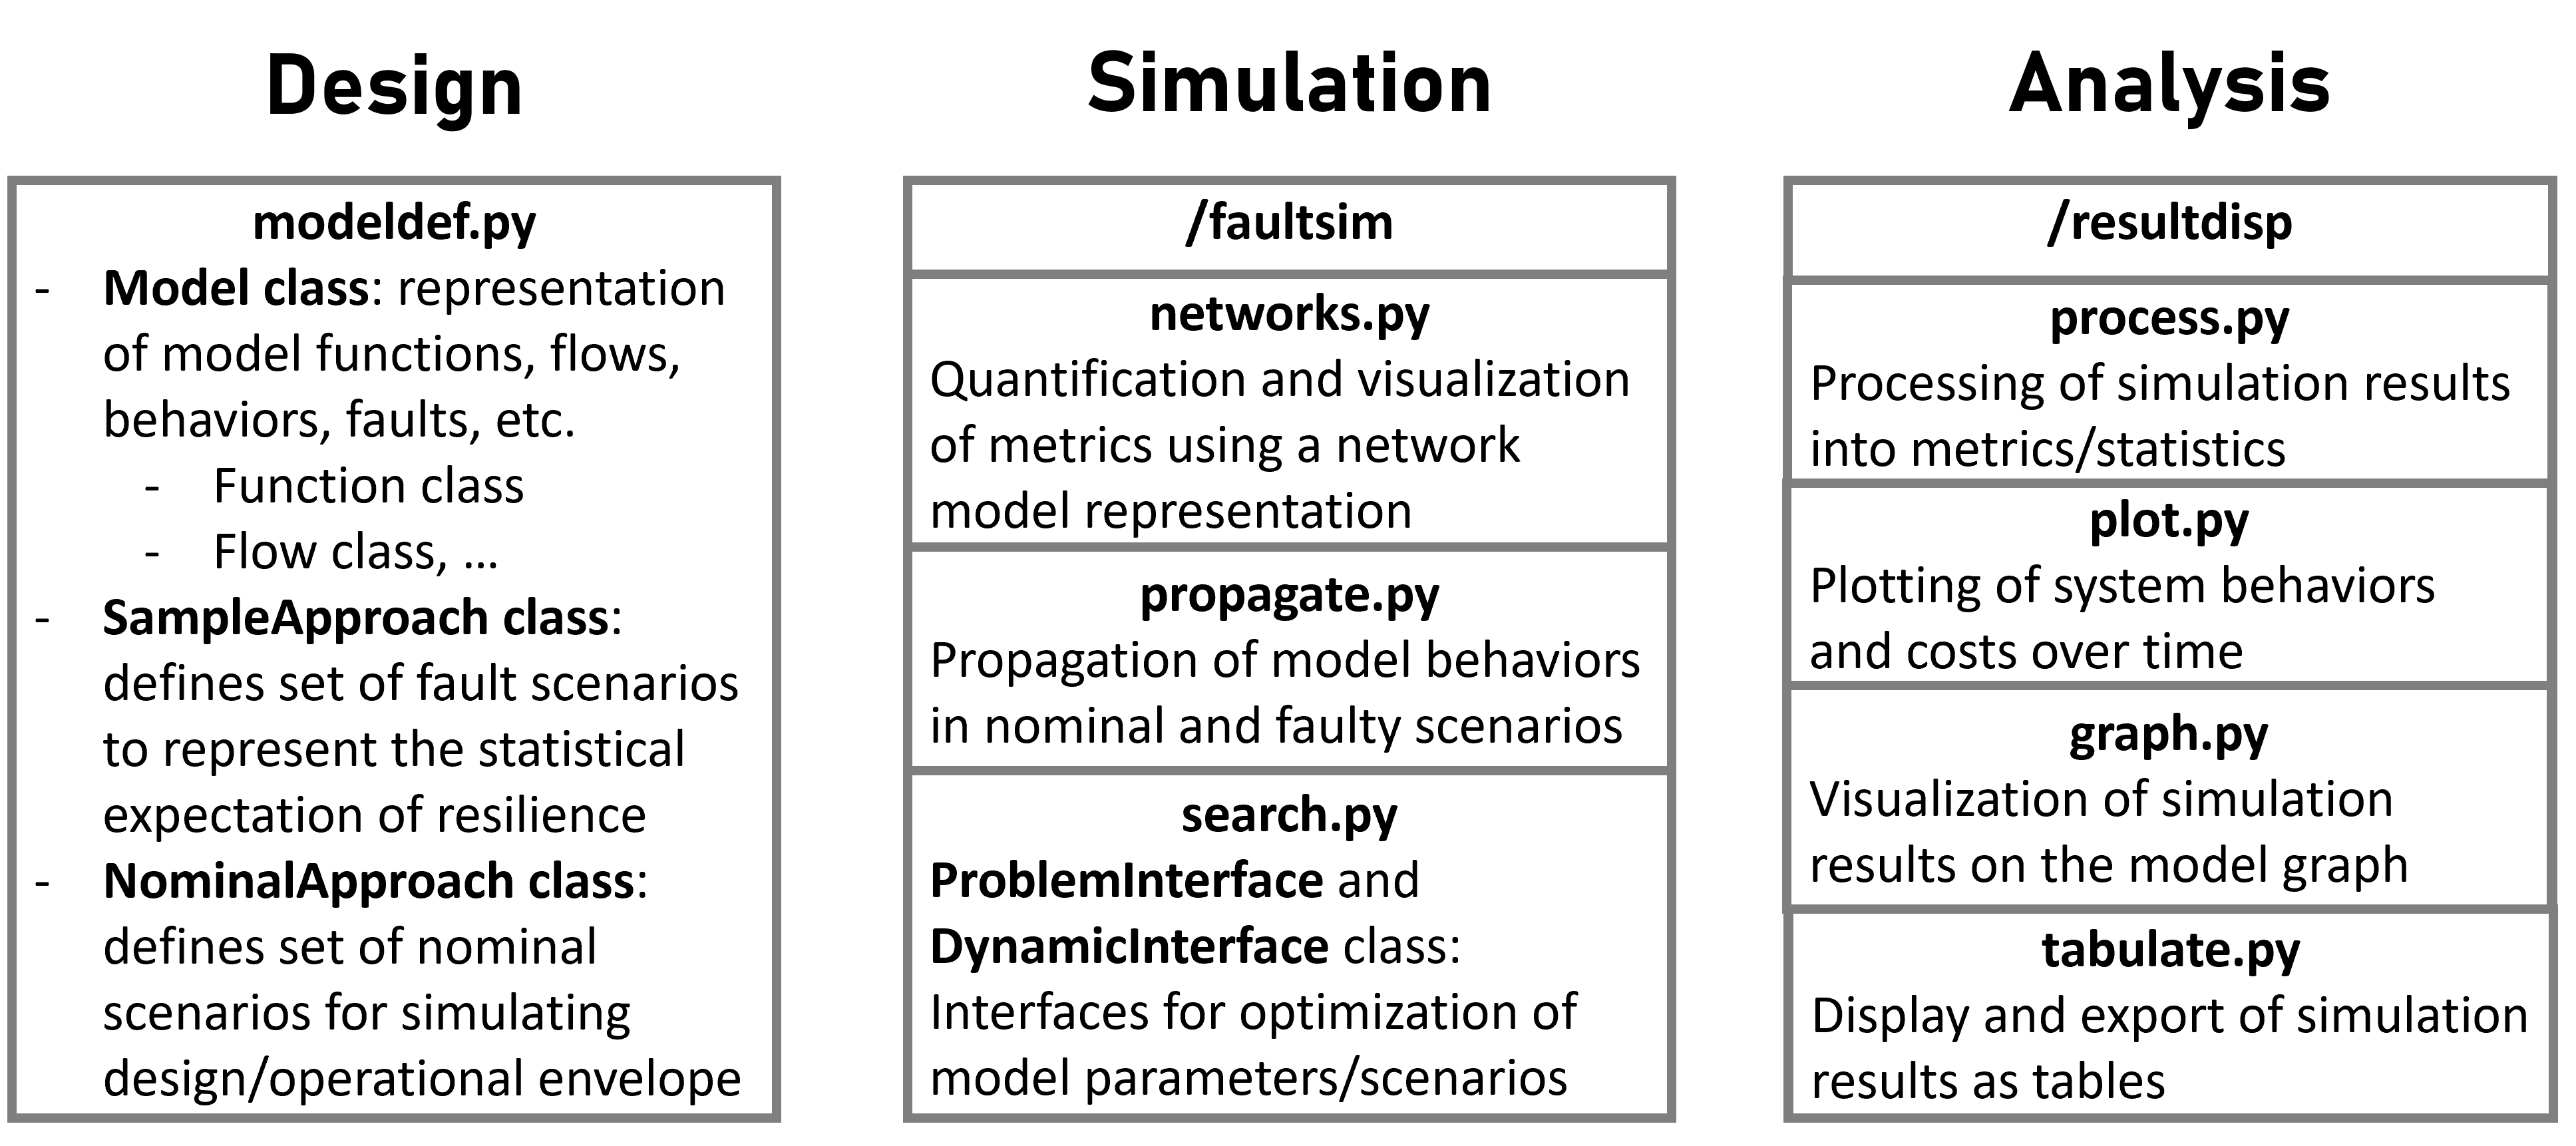 Design
modeldef.py
- Model class: representation
of model functions, flows,
behaviors, faults, etc.
- Function class
- Flow class, ...
- SampleApproach class:
defines set of fault scenarios
to represent the statistical
expectation of resilience
- NominalApproach class:
defines set of nominal
scenarios for simulating
design/operational envelope
Simulation
/faultsim
networks.py
Quantification and visualization
of metrics using a network
model representation
propagate.py
Propagation of model behaviors
in nominal and faulty scenarios
search.py
ProblemInterface and
DynamicInterface class:
Interfaces for optimization of
model parameters/scenarios
Analysis
/resultdisp
process.py
Processing of simulation results
into metrics/statistics
plot.py
Plotting of system behaviors
and costs over time
graph.py
Visualization of simulation
results on the model graph
tabulate.py
Display and export of simulation
results as tables